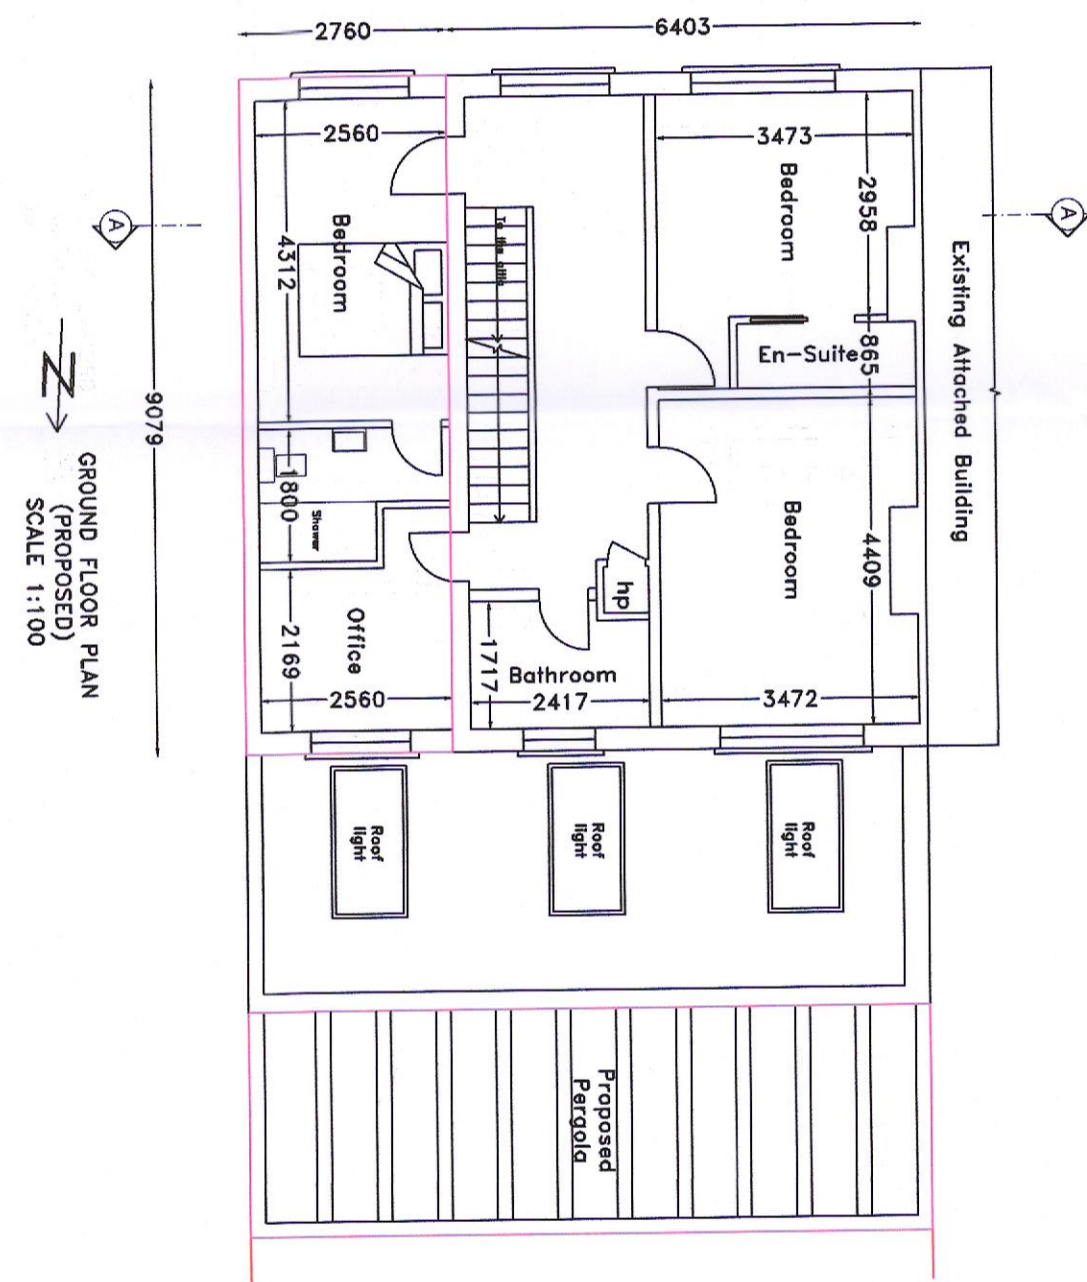 2760
6403
2560
3473
Bedroom
2958
Existing Attached Building
A
A
To the attic
Bedroom
4312
En-Suite
865
9079
N
1800
Shower
Bedroom
4409
hp
GROUND FLOOR PLAN
(PROPOSED)
SCALE 1:100
Office
2169
2560
1717
Bathroom
2417
3472
Roof
light
Roof
light
Roof
light
Proposed
Pergola